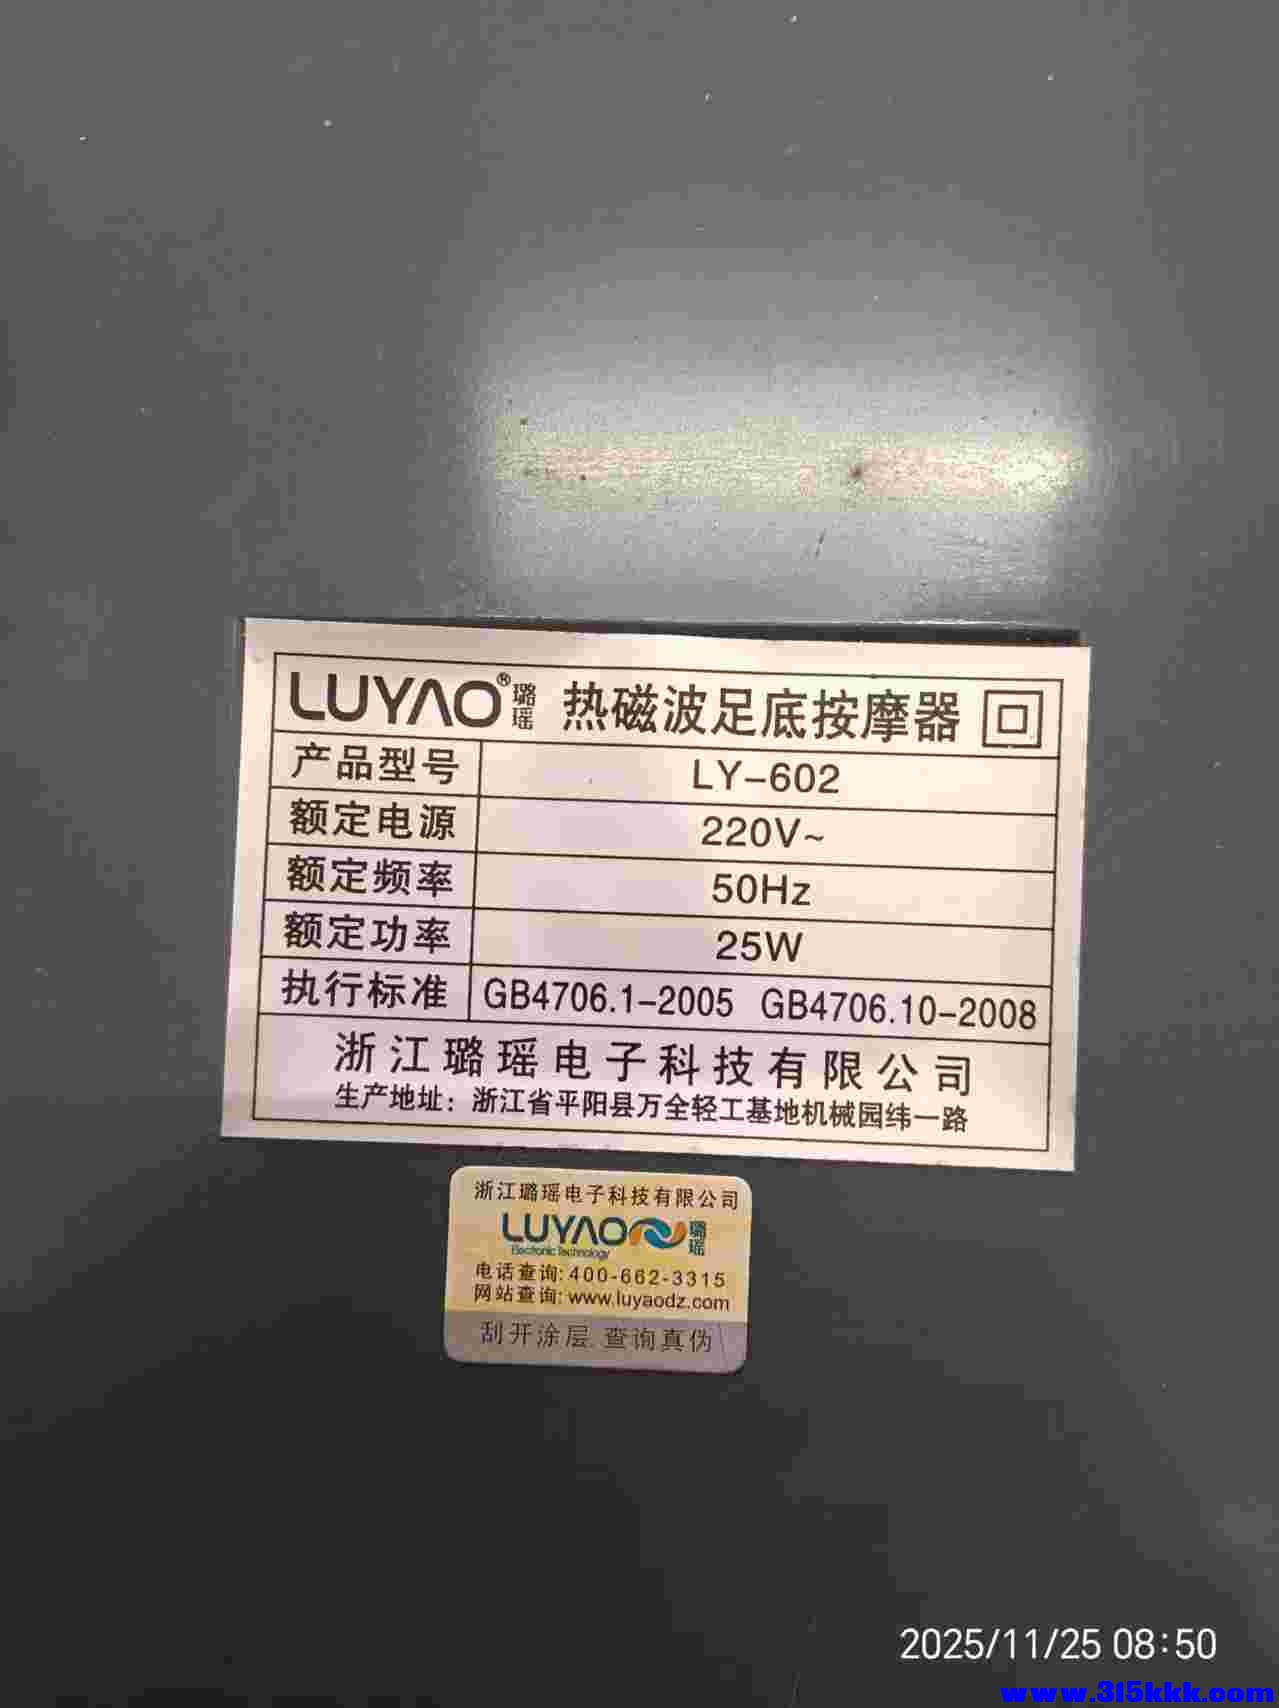 LUYAO® 璐瑶 热磁波足底按摩器
产品型号 LY-602
额定电源 220V~
额定频率 50Hz
额定功率 25W
执行标准 GB4706.1-2005 GB4706.10-2008
浙江璐瑶电子科技有限公司
生产地址：浙江省平阳县万全轻工基地机械园纬一路
浙江璐瑶电子科技有限公司
LUYAO 璐瑶
Electronic Technology
电话查询:400-662-3315
网站查询:www.luyaodz.com
刮开涂层 查询真伪
2025/11/25 08:50
www.315kkk.com